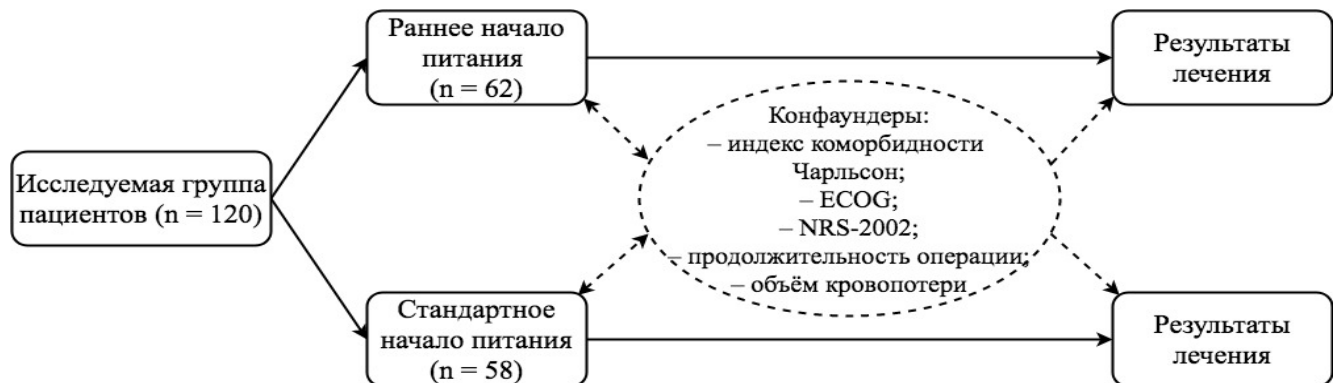 Раннее начало
питания
(n = 62)
Результаты
лечения
Конфаундеры:
– индекс коморбидности
Чарльсон;
– ECOG;
– NRS-2002;
– продолжительность операции;
– объём кровопотери
Исследуемая группа
пациентов (n = 120)
Стандартное
начало питания
(n = 58)
Результаты
лечения